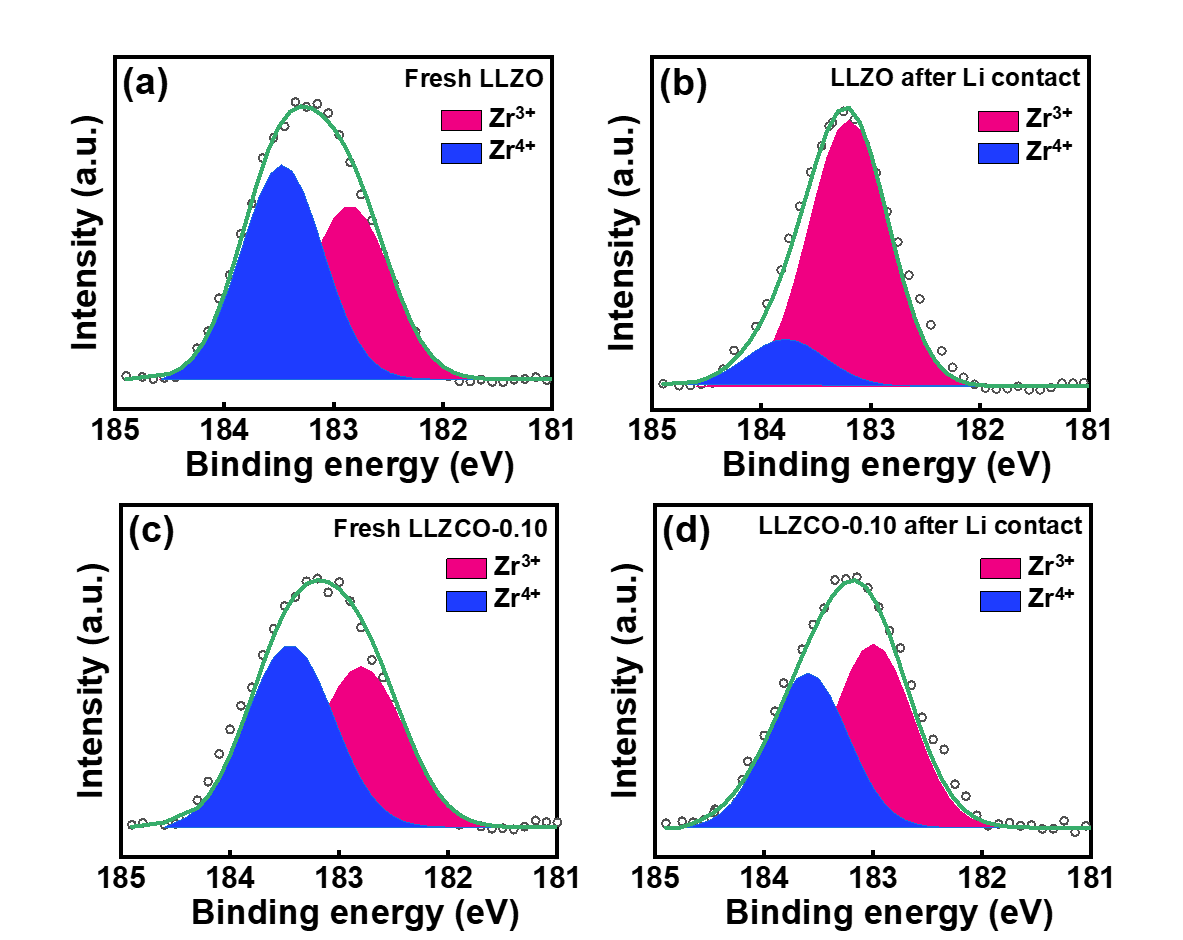 (a) Fresh LLZO
Zr3+
Zr4+
Intensity (a.u.)
185 184 183 182 181
Binding energy (eV)
(b) LLZO after Li contact
Zr3+
Zr4+
Intensity (a.u.)
185 184 183 182 181
Binding energy (eV)
(c) Fresh LLZCO-0.10
Zr3+
Zr4+
Intensity (a.u.)
185 184 183 182 181
Binding energy (eV)
(d) LLZCO-0.10 after Li contact
Zr3+
Zr4+
Intensity (a.u.)
185 184 183 182 181
Binding energy (eV)